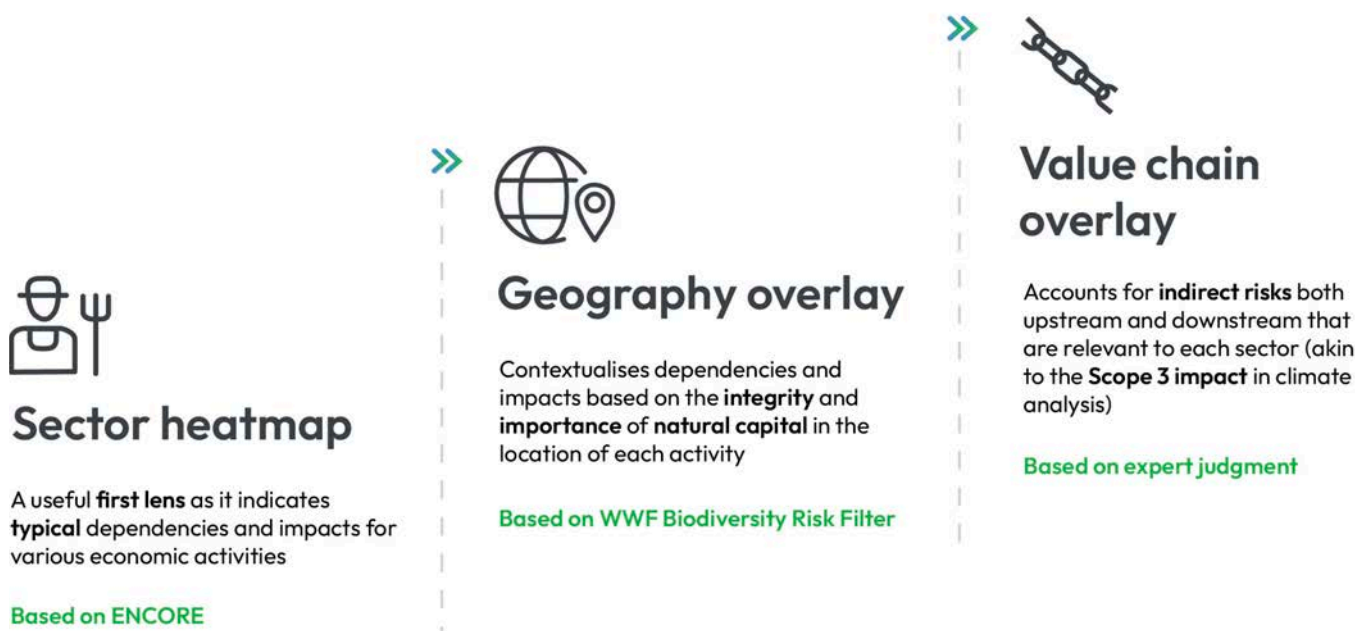 Sector heatmap
A useful first lens as it indicates
typical dependencies and impacts for
various economic activities
Based on ENCORE
Geography overlay
Contextualises dependencies and
impacts based on the integrity and
importance of natural capital in the
location of each activity
Based on WWF Biodiversity Risk Filter
Value chain
overlay
Accounts for indirect risks both
upstream and downstream that
are relevant to each sector (akin
to the Scope 3 impact in climate
analysis)
Based on expert judgment